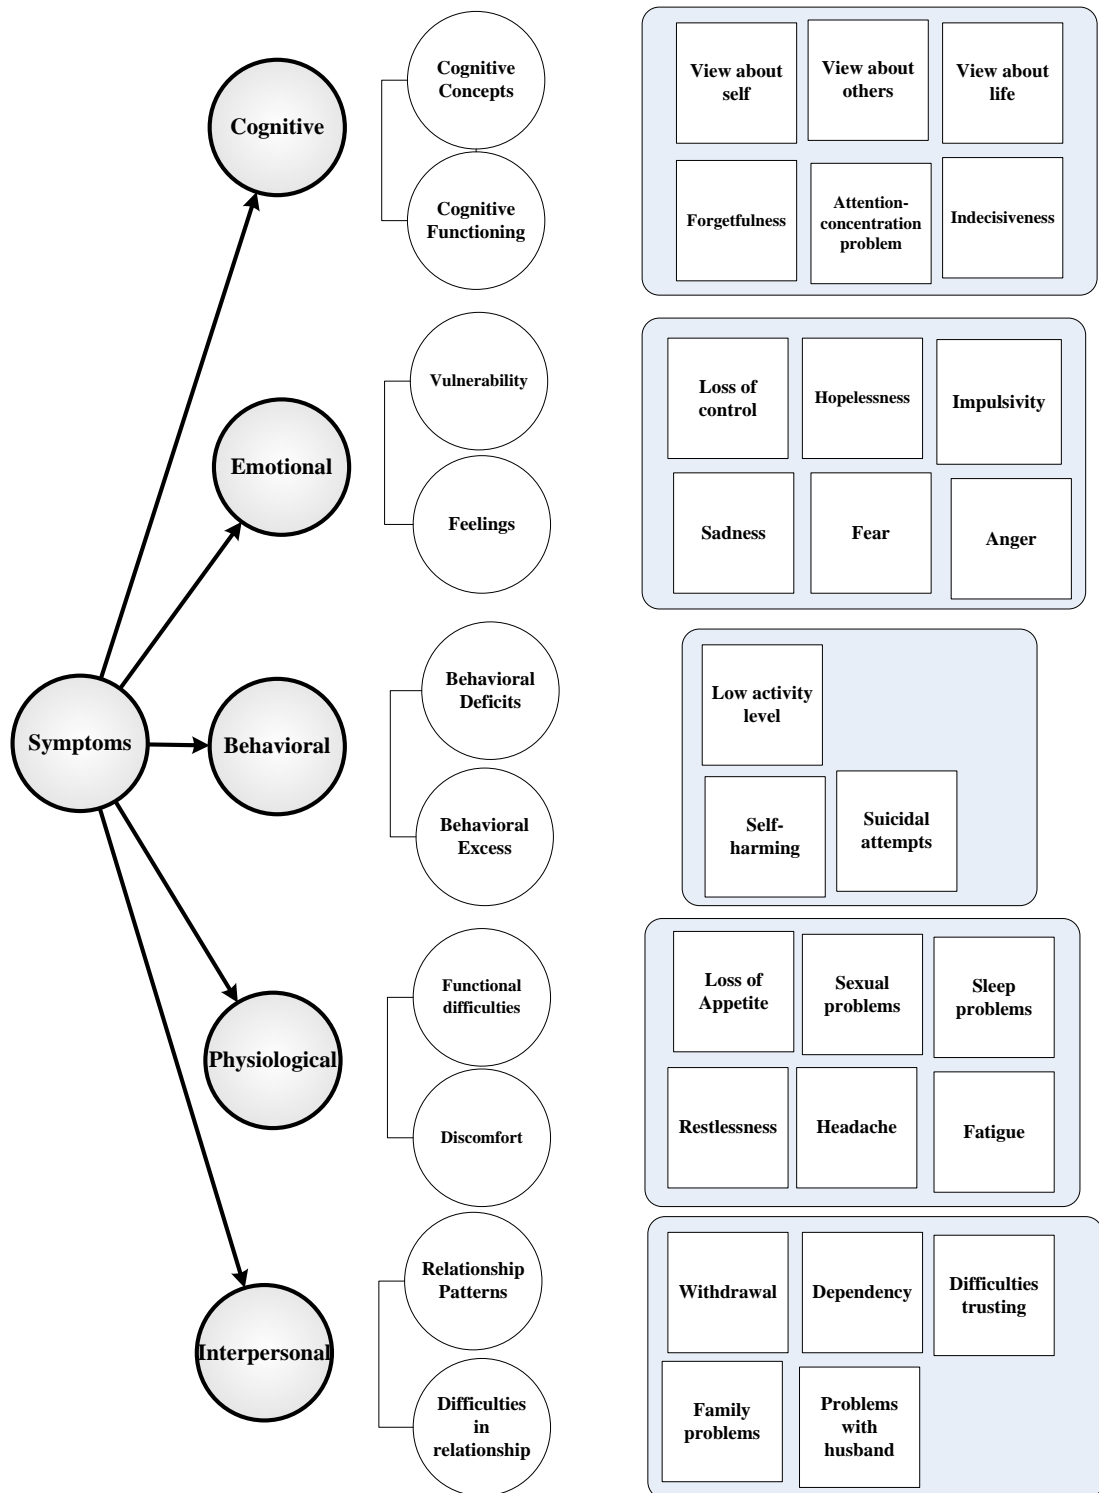 Cognitive
Cognitive
Concepts
Cognitive
Functioning
View about
self
View about
others
View about
life
Forgetfulness
Attention-
concentration
problem
Indecisiveness
Emotional
Vulnerability
Feelings
Loss of
control
Hopelessness
Impulsivity
Sadness
Fear
Anger
Symptoms
Behavioral
Behavioral
Deficits
Behavioral
Excess
Low activity
level
Self-
harming
Suicidal
attempts
Physiological
Functional
difficulties
Discomfort
Loss of
Appetite
Sexual
problems
Sleep
problems
Restlessness
Headache
Fatigue
Interpersonal
Relationship
Patterns
Difficulties
in
relationship
Withdrawal
Dependency
Difficulties
trusting
Family
problems
Problems
with
husband